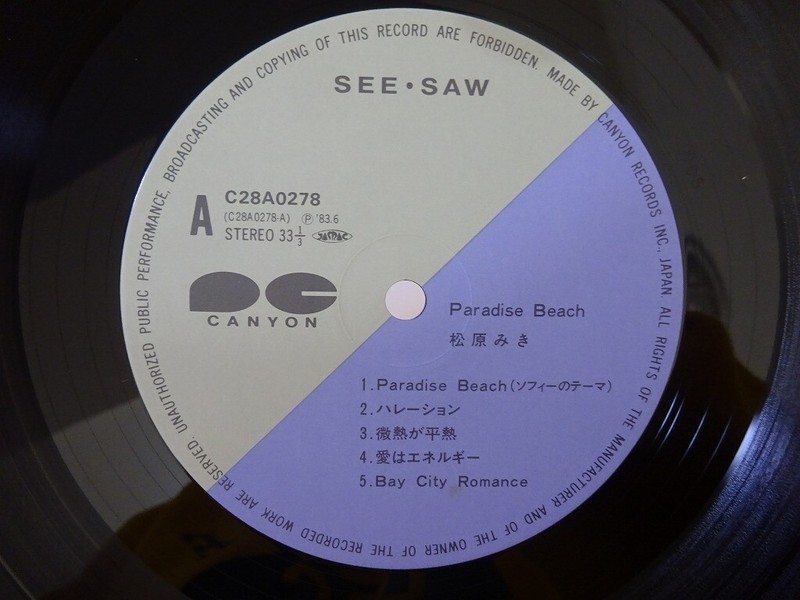 UNAUTHORIZED PUBLIC PERFORMANCE, BROADCASTING AND COPYING OF THIS RECORD ARE FORBIDDEN. MADE BY CANYON RECORDS INC., JAPAN. ALL RIGHTS OF THE MANUFACTURER AND OF THE OWNER OF THE RECORDED WORK ARE RESERVED.
SEE・SAW
A
C28A0278
(C28A0278-A) Ⓟ '83.6
STEREO 33⅓ JASRAC
CANYON
Paradise Beach
松原みき
1.Paradise Beach(ソフィーのテーマ)
2.ハレーション
3.微熱が平熱
4.愛はエネルギー
5.Bay City Romance